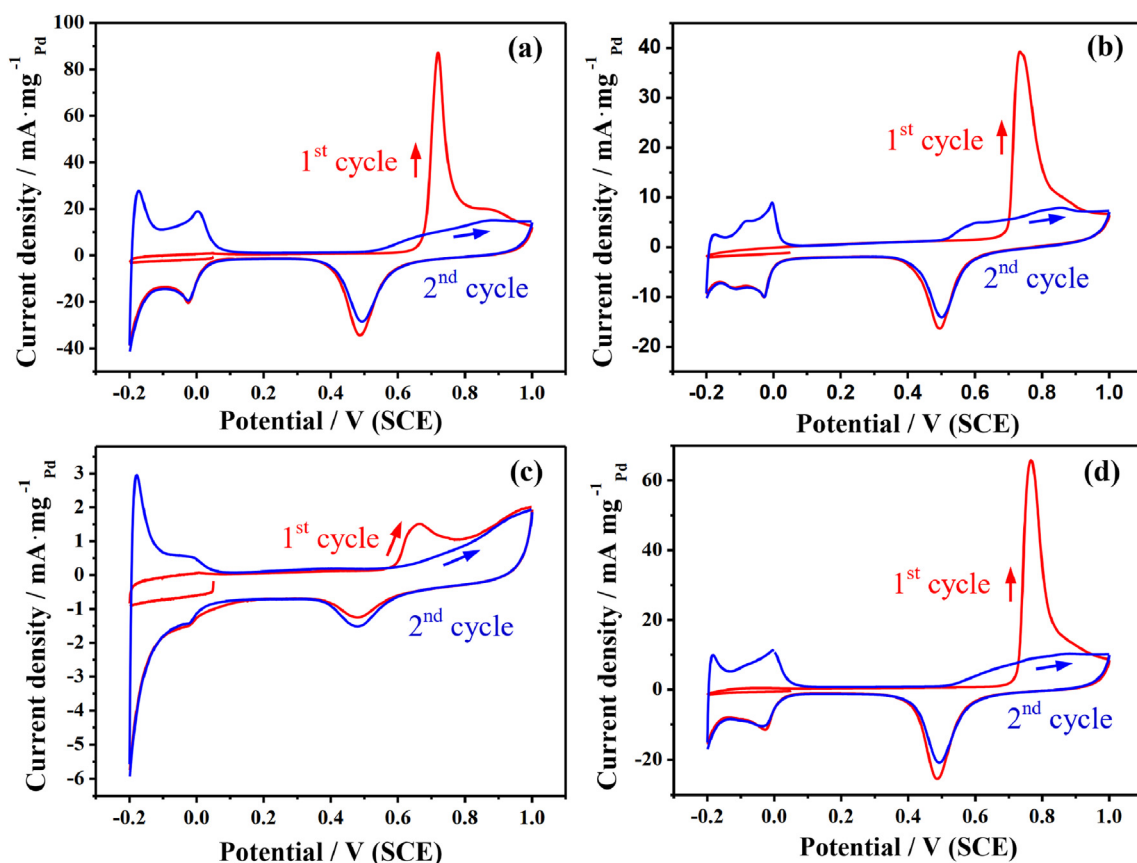 (a)
Current density / mA·mg⁻¹ Pd
100
80
60
40
20
0
-20
-40
1st cycle
2nd cycle
-0.2 0.0 0.2 0.4 0.6 0.8 1.0
Potential / V (SCE)
(b)
Current density / mA·mg⁻¹ Pd
40
30
20
10
0
-10
-20
1st cycle
2nd cycle
-0.2 0.0 0.2 0.4 0.6 0.8 1.0
Potential / V (SCE)
(c)
Current density / mA·mg⁻¹ Pd
3
2
1
0
-1
-2
-3
-4
-5
-6
1st cycle
2nd cycle
-0.2 0.0 0.2 0.4 0.6 0.8 1.0
Potential / V (SCE)
(d)
Current density / mA mg⁻¹ Pd
60
40
20
0
-20
1st cycle
2nd cycle
-0.2 0.0 0.2 0.4 0.6 0.8 1.0
Potential / V (SCE)